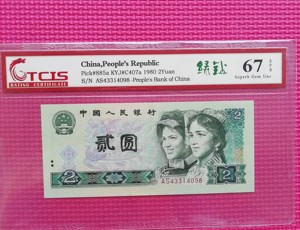 TCIS
RATING CERTIFICATE
China,People's Republic
Pick#885a KYJ#C407a 1980 2Yuan
S/N AS43314098-People's Bank of China
绿钻
67 EPQ
Superb Gem Unc
中国人民银行
贰圆
2
2
AS43314098